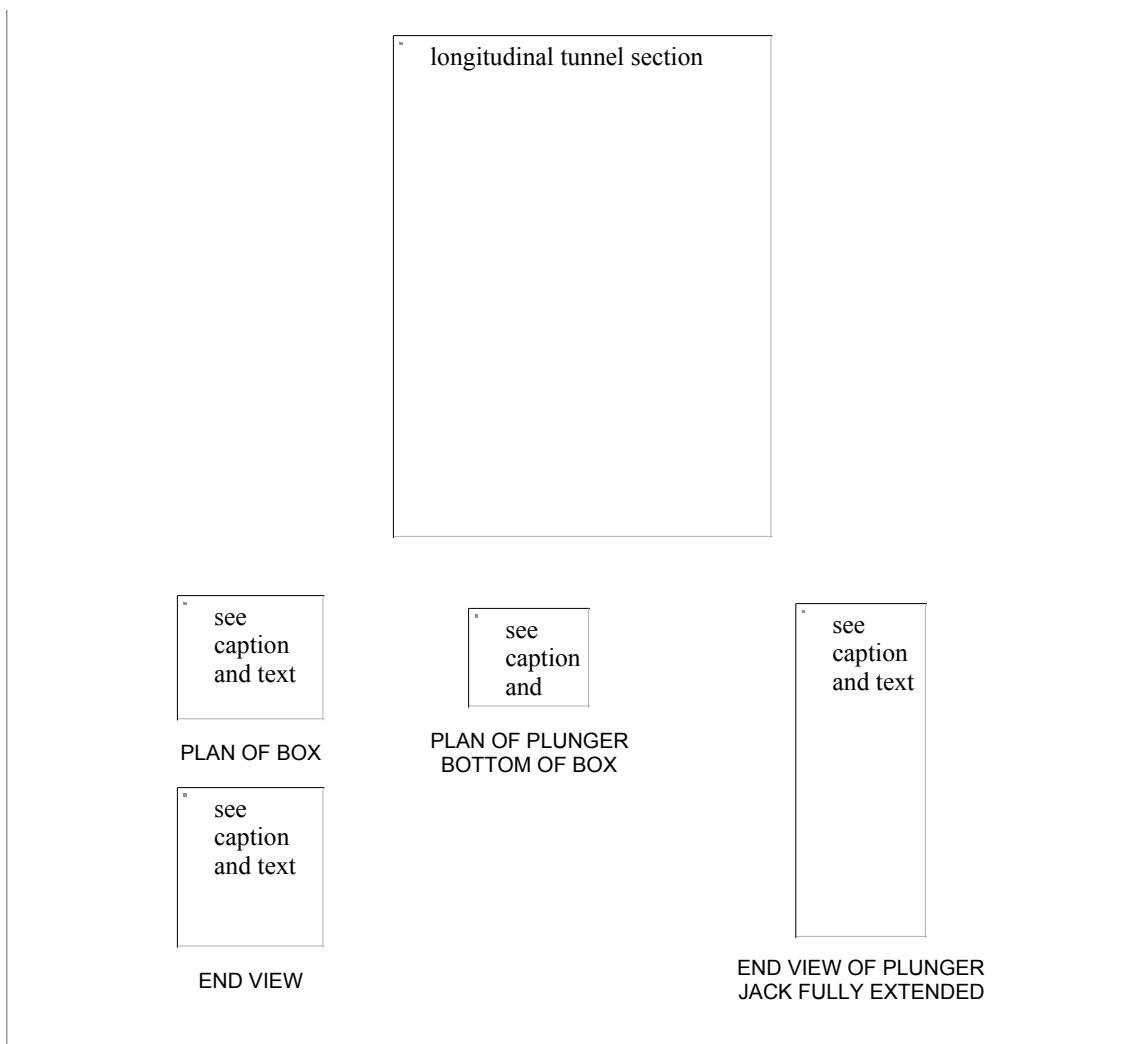 longitudinal tunnel section
see
caption
and text
PLAN OF BOX
see
caption
and text
END VIEW
see
caption
and
PLAN OF PLUNGER
BOTTOM OF BOX
see
caption
and text
END VIEW OF PLUNGER
JACK FULLY EXTENDED